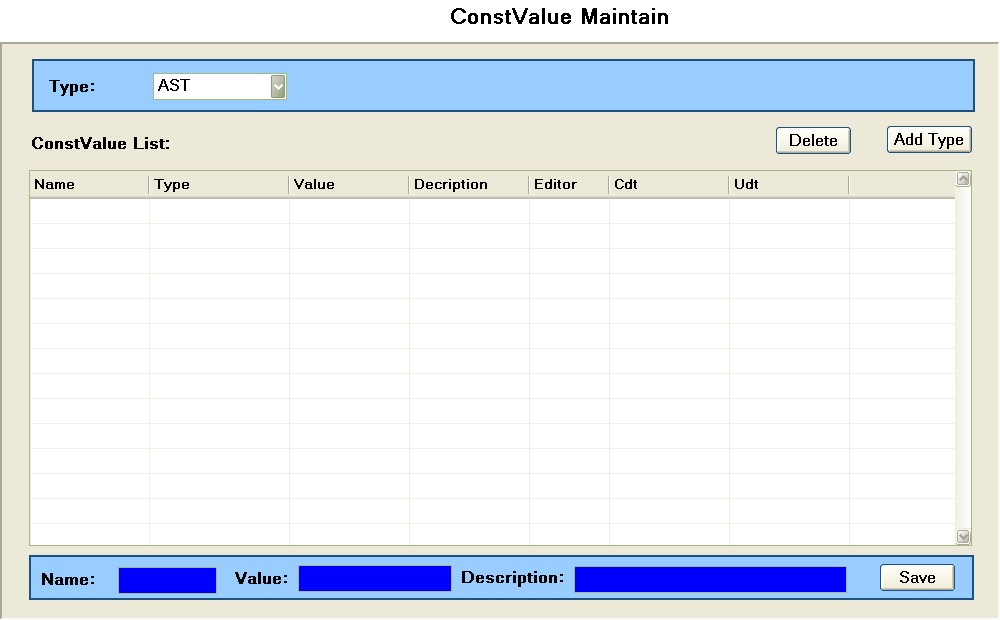 ConstValue Maintain
Type: AST
ConstValue List: Delete Add Type
Name Type Value Decription Editor Cdt Udt
Name: Value: Description: Save